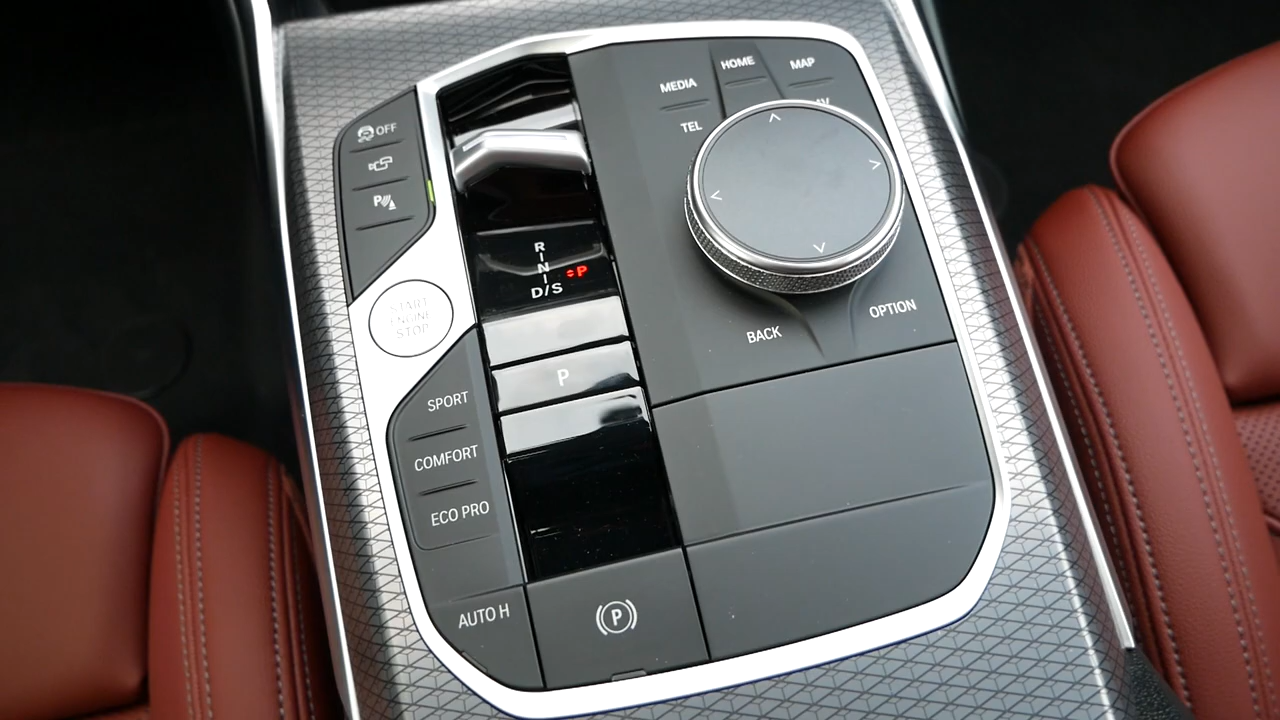 OFF
P
MEDIA
HOME
MAP
TEL
R
N
D/S
P
START
ENGINE
STOP
P
BACK
OPTION
SPORT
COMFORT
ECO PRO
AUTO H
P